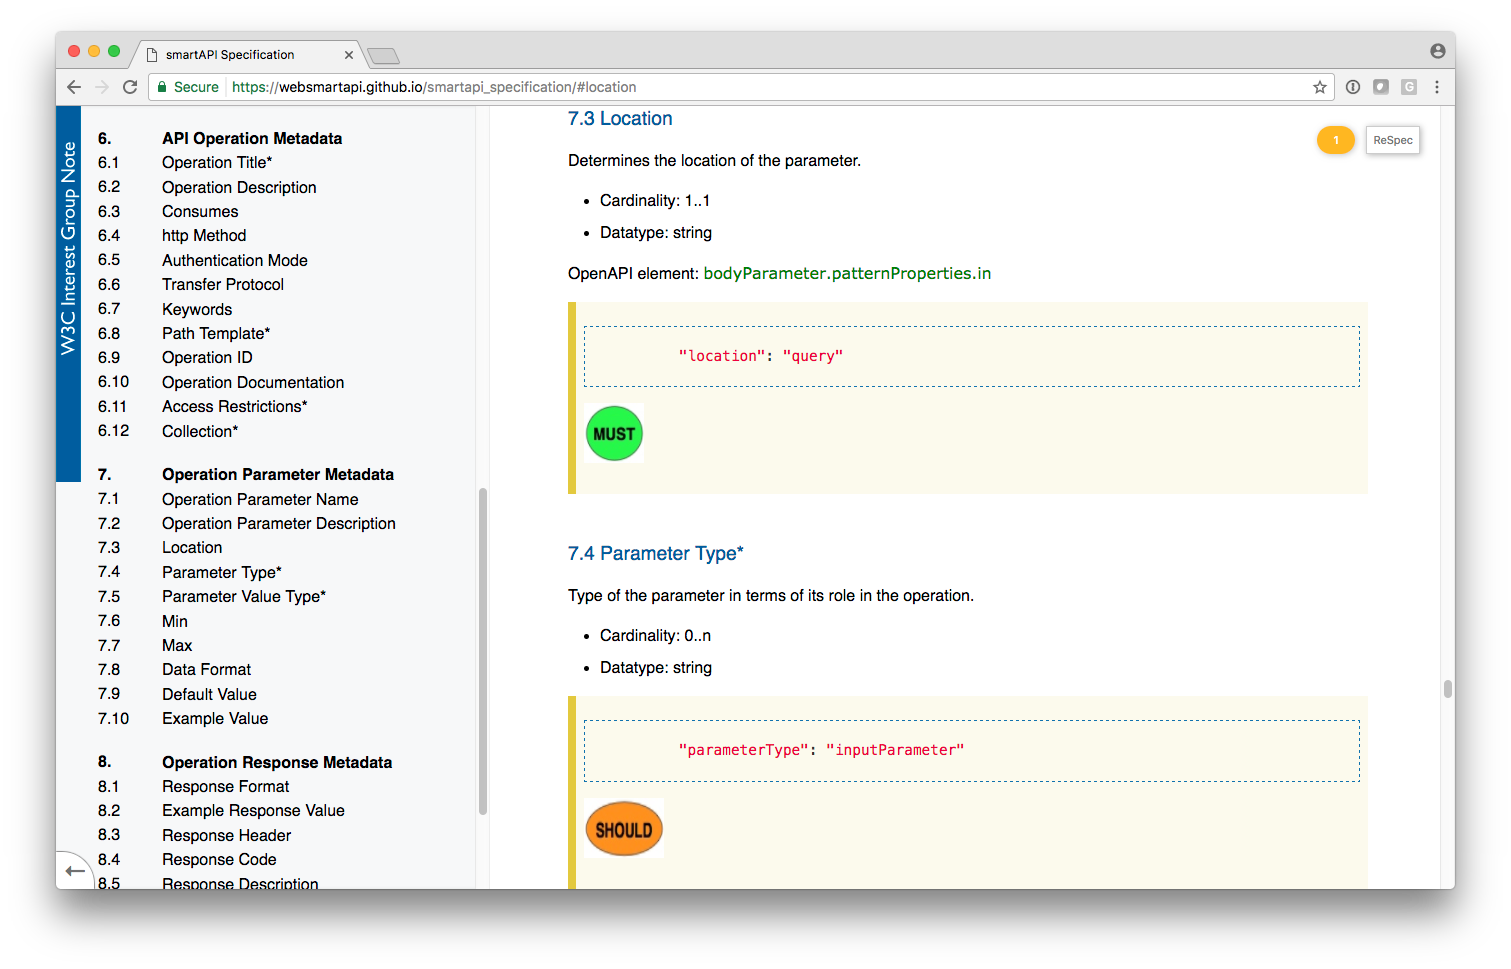 smartAPI Specification
Secure https://websmartapi.github.io/smartapi_specification/#location
W3C Interest Group Note
6. API Operation Metadata
6.1 Operation Title*
6.2 Operation Description
6.3 Consumes
6.4 http Method
6.5 Authentication Mode
6.6 Transfer Protocol
6.7 Keywords
6.8 Path Template*
6.9 Operation ID
6.10 Operation Documentation
6.11 Access Restrictions*
6.12 Collection*
7. Operation Parameter Metadata
7.1 Operation Parameter Name
7.2 Operation Parameter Description
7.3 Location
7.4 Parameter Type*
7.5 Parameter Value Type*
7.6 Min
7.7 Max
7.8 Data Format
7.9 Default Value
7.10 Example Value
8. Operation Response Metadata
8.1 Response Format
8.2 Example Response Value
8.3 Response Header
8.4 Response Code
8.5 Response Description
7.3 Location
1 ReSpec
Determines the location of the parameter.
• Cardinality: 1..1
• Datatype: string
OpenAPI element: bodyParameter.patternProperties.in
"location": "query"
MUST
7.4 Parameter Type*
Type of the parameter in terms of its role in the operation.
• Cardinality: 0..n
• Datatype: string
"parameterType": "inputParameter"
SHOULD